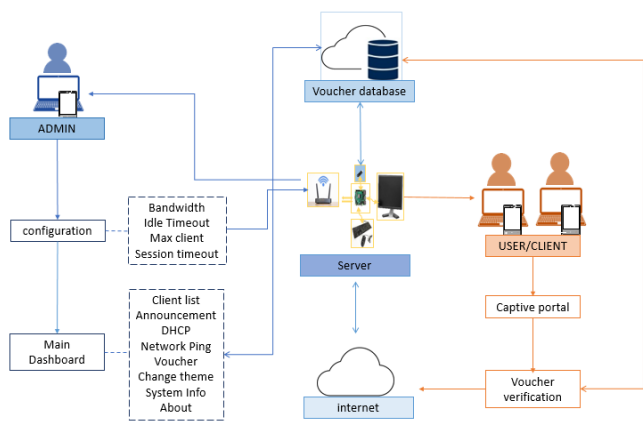 Voucher database
ADMIN
configuration
Bandwidth
Idle Timeout
Max client
Session timeout
Server
USER/CLIENT
Main
Dashboard
Client list
Announcement
DHCP
Network Ping
Voucher
Change theme
System Info
About
Captive portal
Voucher
verification
internet